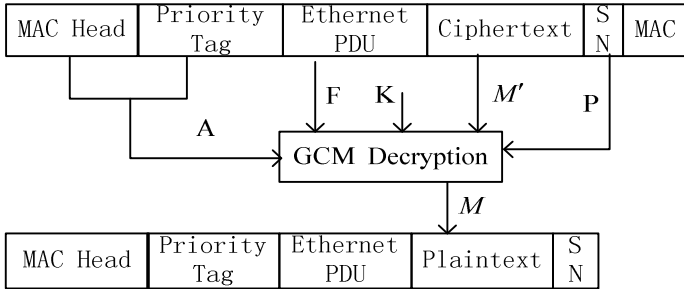 MAC Head
Priority
Tag
Ethernet
PDU
Ciphertext
S
N
MAC
F
K
M′
P
A
GCM Decryption
M
MAC Head
Priority
Tag
Ethernet
PDU
Plaintext
S
N